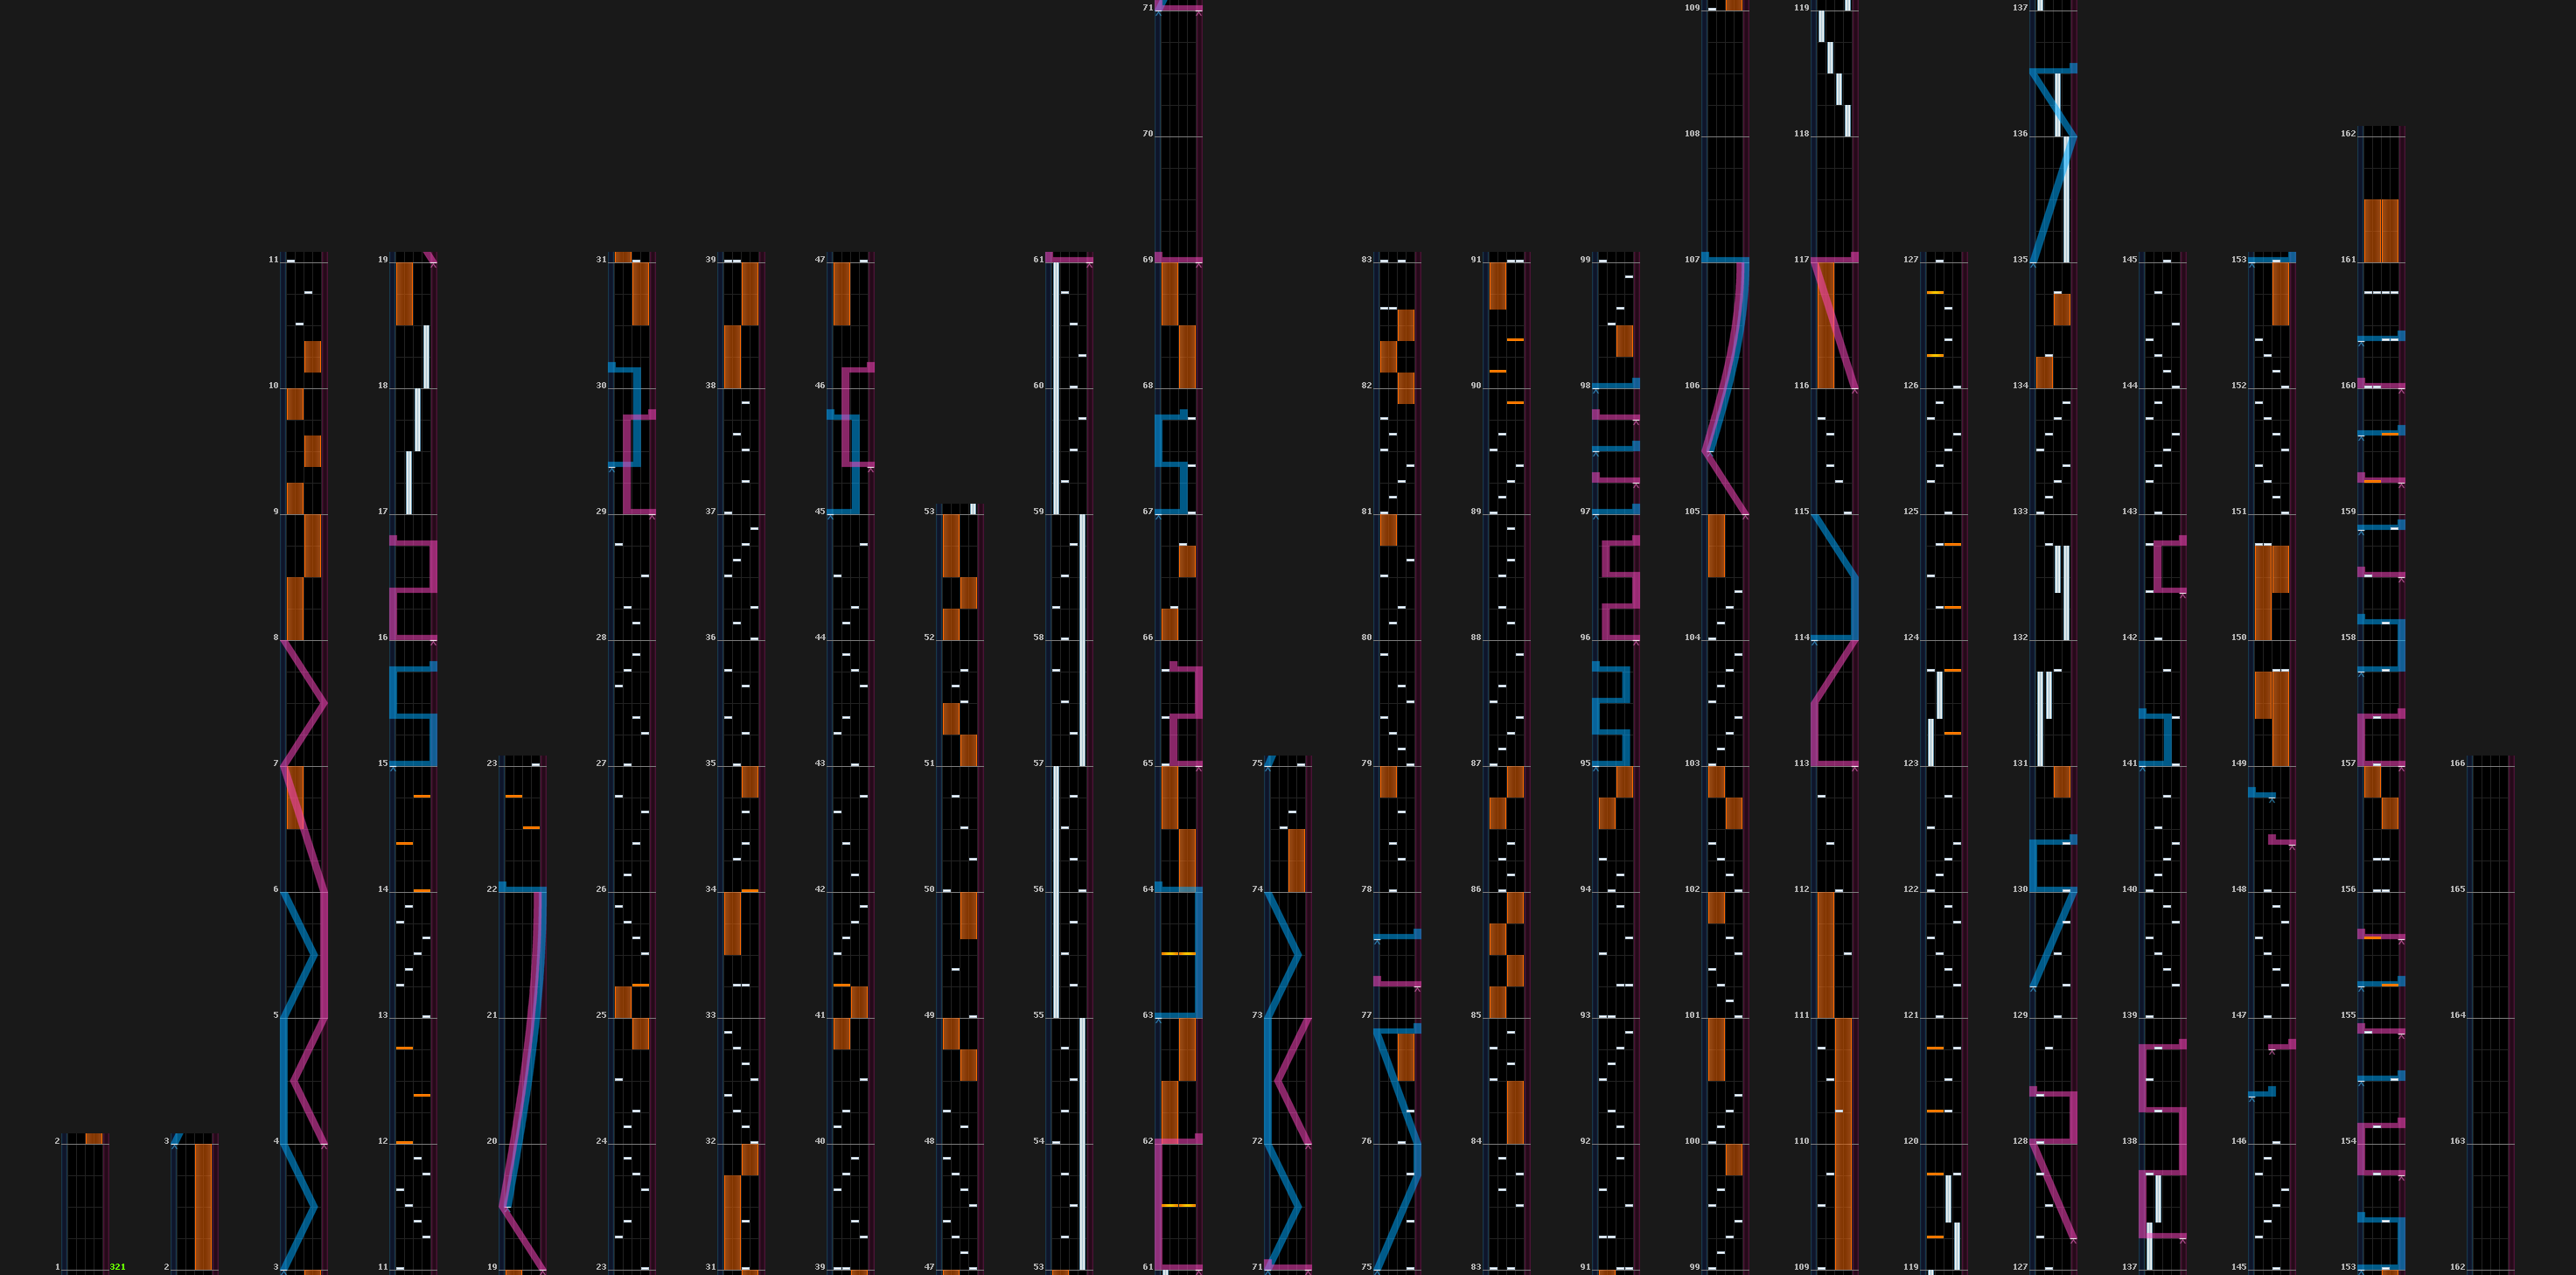 71 109 119 137
70 108 118 136 162
11 19 31 39 47 61 69 83 91 99 107 117 127 135 145 153 161
10 18 30 38 46 60 68 82 90 98 106 116 126 134 144 152 160
9 17 29 37 45 53 59 67 81 89 97 105 115 125 133 143 151 159
8 16 28 36 44 52 58 66 80 88 96 104 114 124 132 142 150 158
7 15 23 27 35 43 51 57 65 75 79 87 95 103 113 123 131 141 149 157 166
6 14 22 26 34 42 50 56 64 74 78 86 94 102 112 122 130 140 148 156 165
5 13 21 25 33 41 49 55 63 73 77 85 93 101 111 121 129 139 147 155 164
2 3 4 12 20 24 32 40 48 54 62 72 76 84 92 100 110 120 128 138 146 154 163
1 321 2 3 11 19 23 31 39 47 53 61 71 75 83 91 99 109 119 127 137 145 153 162